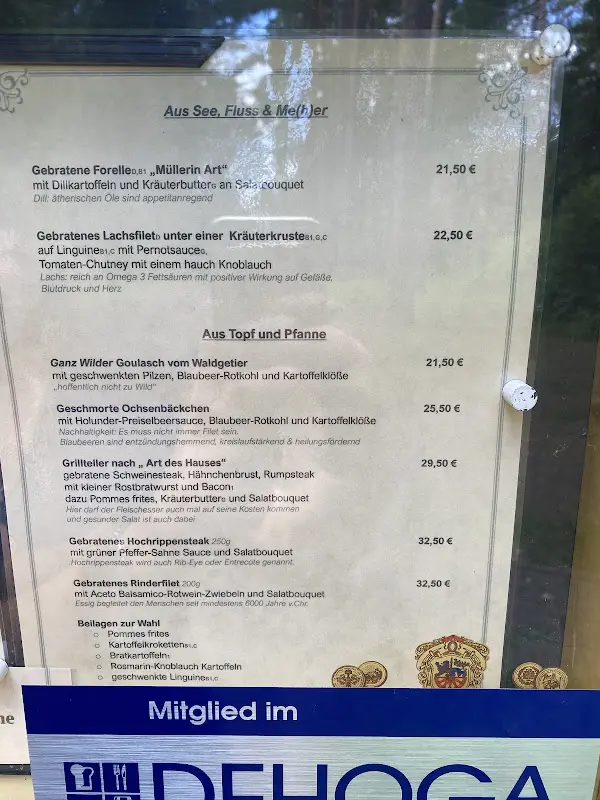 Aus See, Fluss & Me(h)er
Gebratene Forelle D,B1 „Müllerin Art“ 21,50 €
mit Dillkartoffeln und Kräuterbutter G an Salatbouquet
Dill: ätherischen Öle sind appetitanregend
Gebratenes Lachsfilet D unter einer Kräuterkruste B1,G,C 22,50 €
auf Linguine B1,C mit Pernotsauce G,
Tomaten-Chutney mit einem hauch Knoblauch
Lachs: reich an Omega 3 Fettsäuren mit positiver Wirkung auf Gefäße,
Blutdruck und Herz
Aus Topf und Pfanne
Ganz Wilder Goulasch vom Waldgetier 21,50 €
mit geschwenkten Pilzen, Blaubeer-Rotkohl und Kartoffelklöße
„hoffentlich nicht zu Wild“
Geschmorte Ochsenbäckchen 25,50 €
mit Holunder-Preiselbeersauce, Blaubeer-Rotkohl und Kartoffelklöße
Nachhaltigkeit: Es muss nicht immer Filet sein.
Blaubeeren sind entzündungshemmend, kreislaufstärkend & heilungsfördernd
Grillteller nach „ Art des Hauses“ 29,50 €
gebratene Schweinesteak, Hähnchenbrust, Rumpsteak
mit kleiner Rostbratwurst und Bacon 1
dazu Pommes frites, Kräuterbutter G und Salatbouquet
Hier darf der Fleischesser auch mal auf seine Kosten kommen
und gesunder Salat ist auch dabei
Gebratenes Hochrippensteak 250g 32,50 €
mit grüner Pfeffer-Sahne Sauce und Salatbouquet
Hochrippensteak wird auch Rib-Eye oder Entrecote genannt.
Gebratenes Rinderfilet 200g 32,50 €
mit Aceto Balsamico-Rotwein-Zwiebeln und Salatbouquet
Essig begleitet den Menschen seit mindestens 6000 Jahre v.Chr.
Beilagen zur Wahl
o Pommes frites
o Kartoffelkroketten B1,C
o Bratkartoffeln 1
o Rosmarin-Knoblauch Kartoffeln
o geschwenkte Linguine B1,C
ne
Mitglied im
DEHOGA